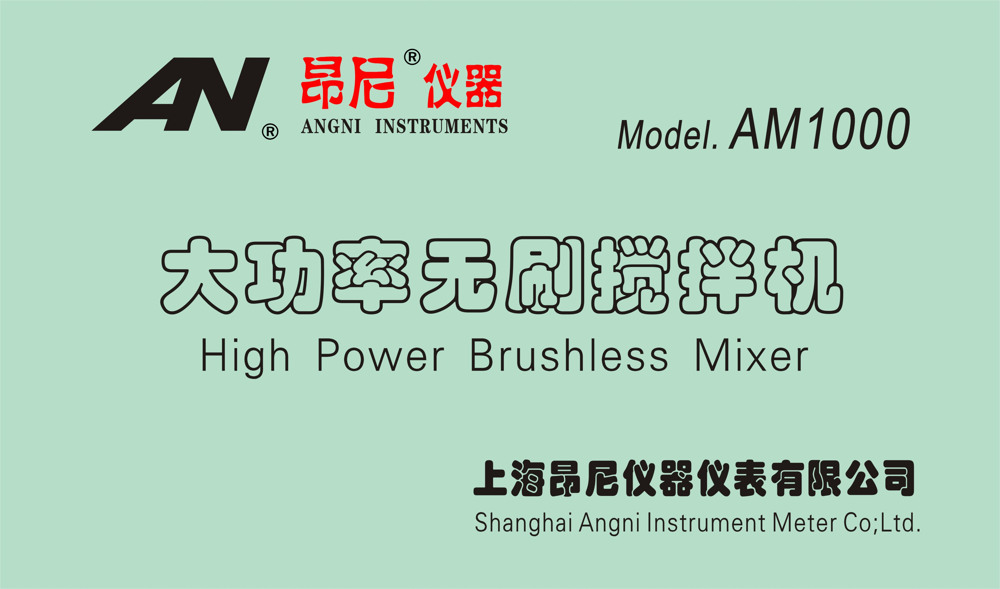 AN® 昂尼® 仪器
ANGNI INSTRUMENTS
Model. AM1000
大功率无刷搅拌机
High Power Brushless Mixer
上海昂尼仪器仪表有限公司
Shanghai Angni Instrument Meter Co;Ltd.